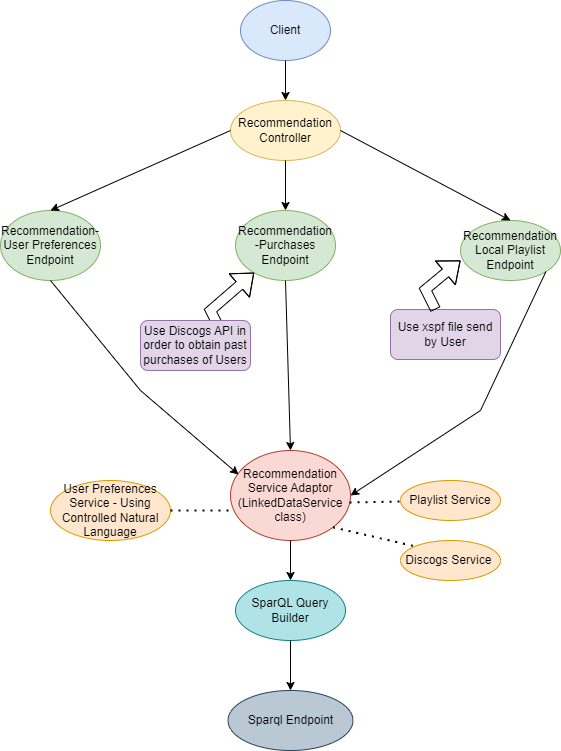 Client
Recommendation
Controller
Recommendation-
User Preferences
Endpoint
Recommendation
-Purchases
Endpoint
Recommendation
Local Playlist
Endpoint
Use Discogs API in
order to obtain past
purchases of Users
Use xspf file send
by User
Recommendation
Service Adaptor
(LinkedDataService
class)
User Preferences
Service - Using
Controlled Natural
Language
Playlist Service
Discogs Service
SparQL Query
Builder
Sparql Endpoint